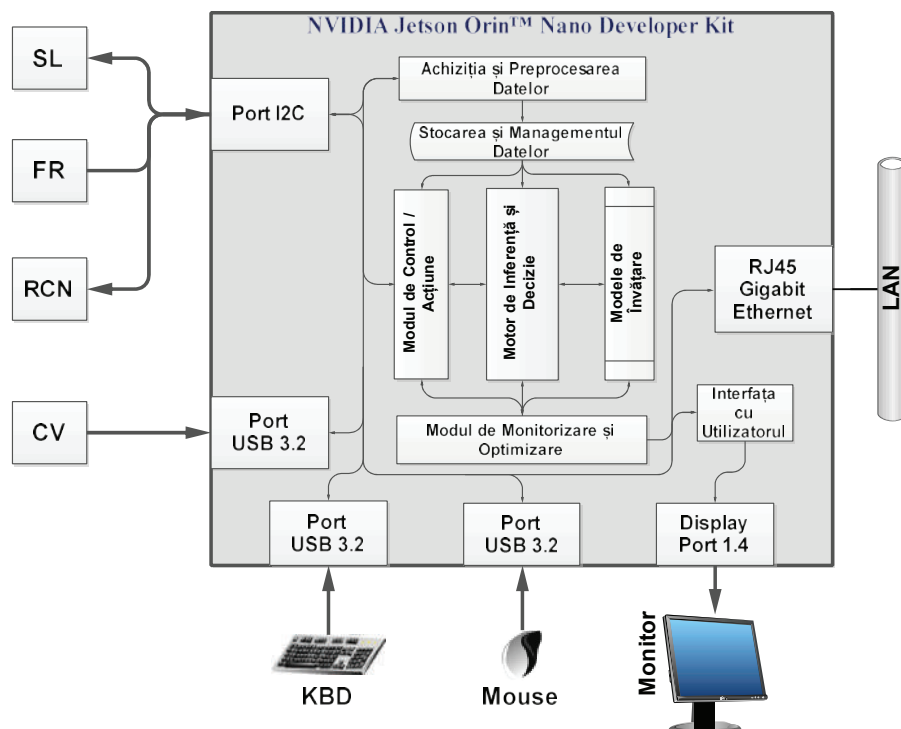 NVIDIA Jetson Orin™ Nano Developer Kit
SL
FR
RCN
CV
Port I2C
Achiziția și Preprocesarea
Datelor
Stocarea și Managementul
Datelor
Modul de Control /
Acțiune
Motor de Inferență și
Decizie
Modele de
Învățare
RJ45
Gigabit
Ethernet
LAN
Port
USB 3.2
Modul de Monitorizare și
Optimizare
Interfața
cu
Utilizatorul
Port
USB 3.2
Port
USB 3.2
Display
Port 1.4
KBD
Mouse
Monitor